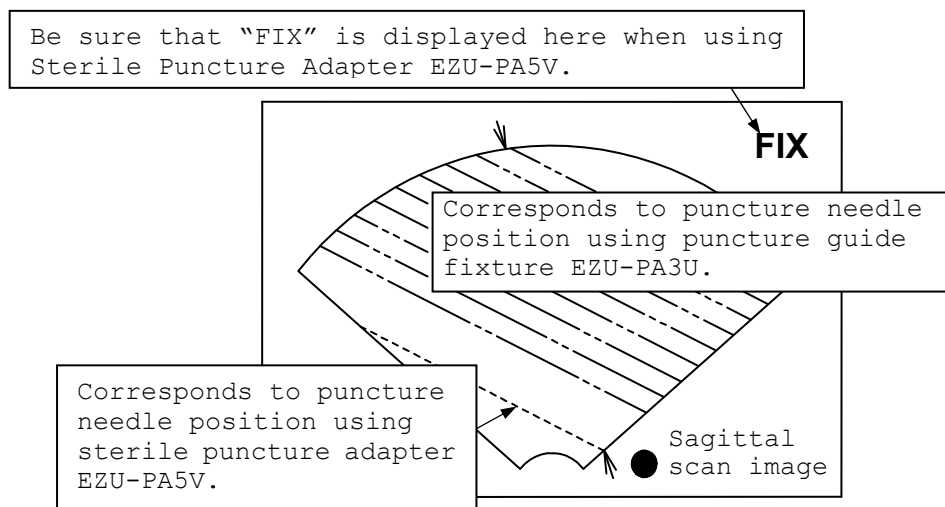 Be sure that “FIX” is displayed here when using
Sterile Puncture Adapter EZU-PA5V.
FIX
Corresponds to puncture needle
position using puncture guide
fixture EZU-PA3U.
Corresponds to puncture
needle position using
sterile puncture adapter
EZU-PA5V.
Sagittal
scan image